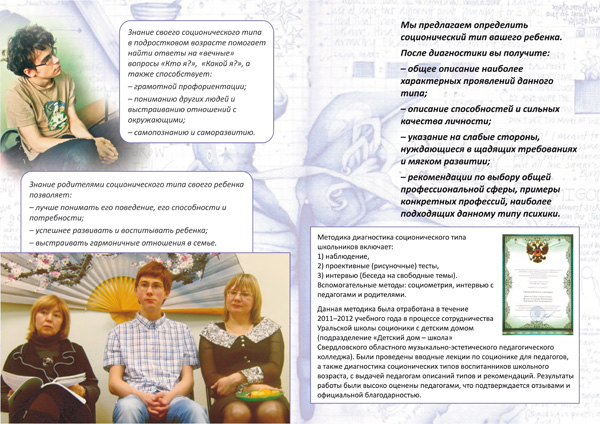 Знание своего соционического типа
в подростковом возрасте помогает
найти ответы на «вечные»
вопросы «Кто я?», «Какой я?», а
также способствует:
– грамотной профориентации;
– пониманию других людей и
выстраиванию отношений с
окружающими;
– самопознанию и саморазвитию.
Знание родителями соционического типа своего ребенка
позволяет:
– лучше понимать его поведение, его способности и
потребности;
– успешнее развивать и воспитывать ребенка;
– выстраивать гармоничные отношения в семье.
Мы предлагаем определить
соционический тип вашего ребенка.
После диагностики вы получите:
– общее описание наиболее
характерных проявлений данного
типа;
– описание способностей и сильных
качества личности;
– указание на слабые стороны,
нуждающиеся в щадящих требованиях
и мягком развитии;
– рекомендации по выбору общей
профессиональной сферы, примеры
конкретных профессий, наиболее
подходящих данному типу психики.
Методика диагностика соционического типа
школьников включает:
1) наблюдение,
2) проективные (рисуночные) тесты,
3) интервью (беседа на свободные темы).
Вспомогательные методы: социометрия, интервью с
педагогами и родителями.
Данная методика была отработана в течение
2011–2012 учебного года в процессе сотрудничества
Уральской школы соционики с детским домом
(подразделение «Детский дом – школа»
Свердловского областного музыкально-эстетического педагогического
колледжа). Были проведены вводные лекции по соционике для педагогов,
а также диагностика соционических типов воспитанников школьного
возраста, с выдачей педагогам описаний типов и рекомендаций. Результаты
работы были высоко оценены педагогами, что подтверждается отзывами и
официальной благодарностью.